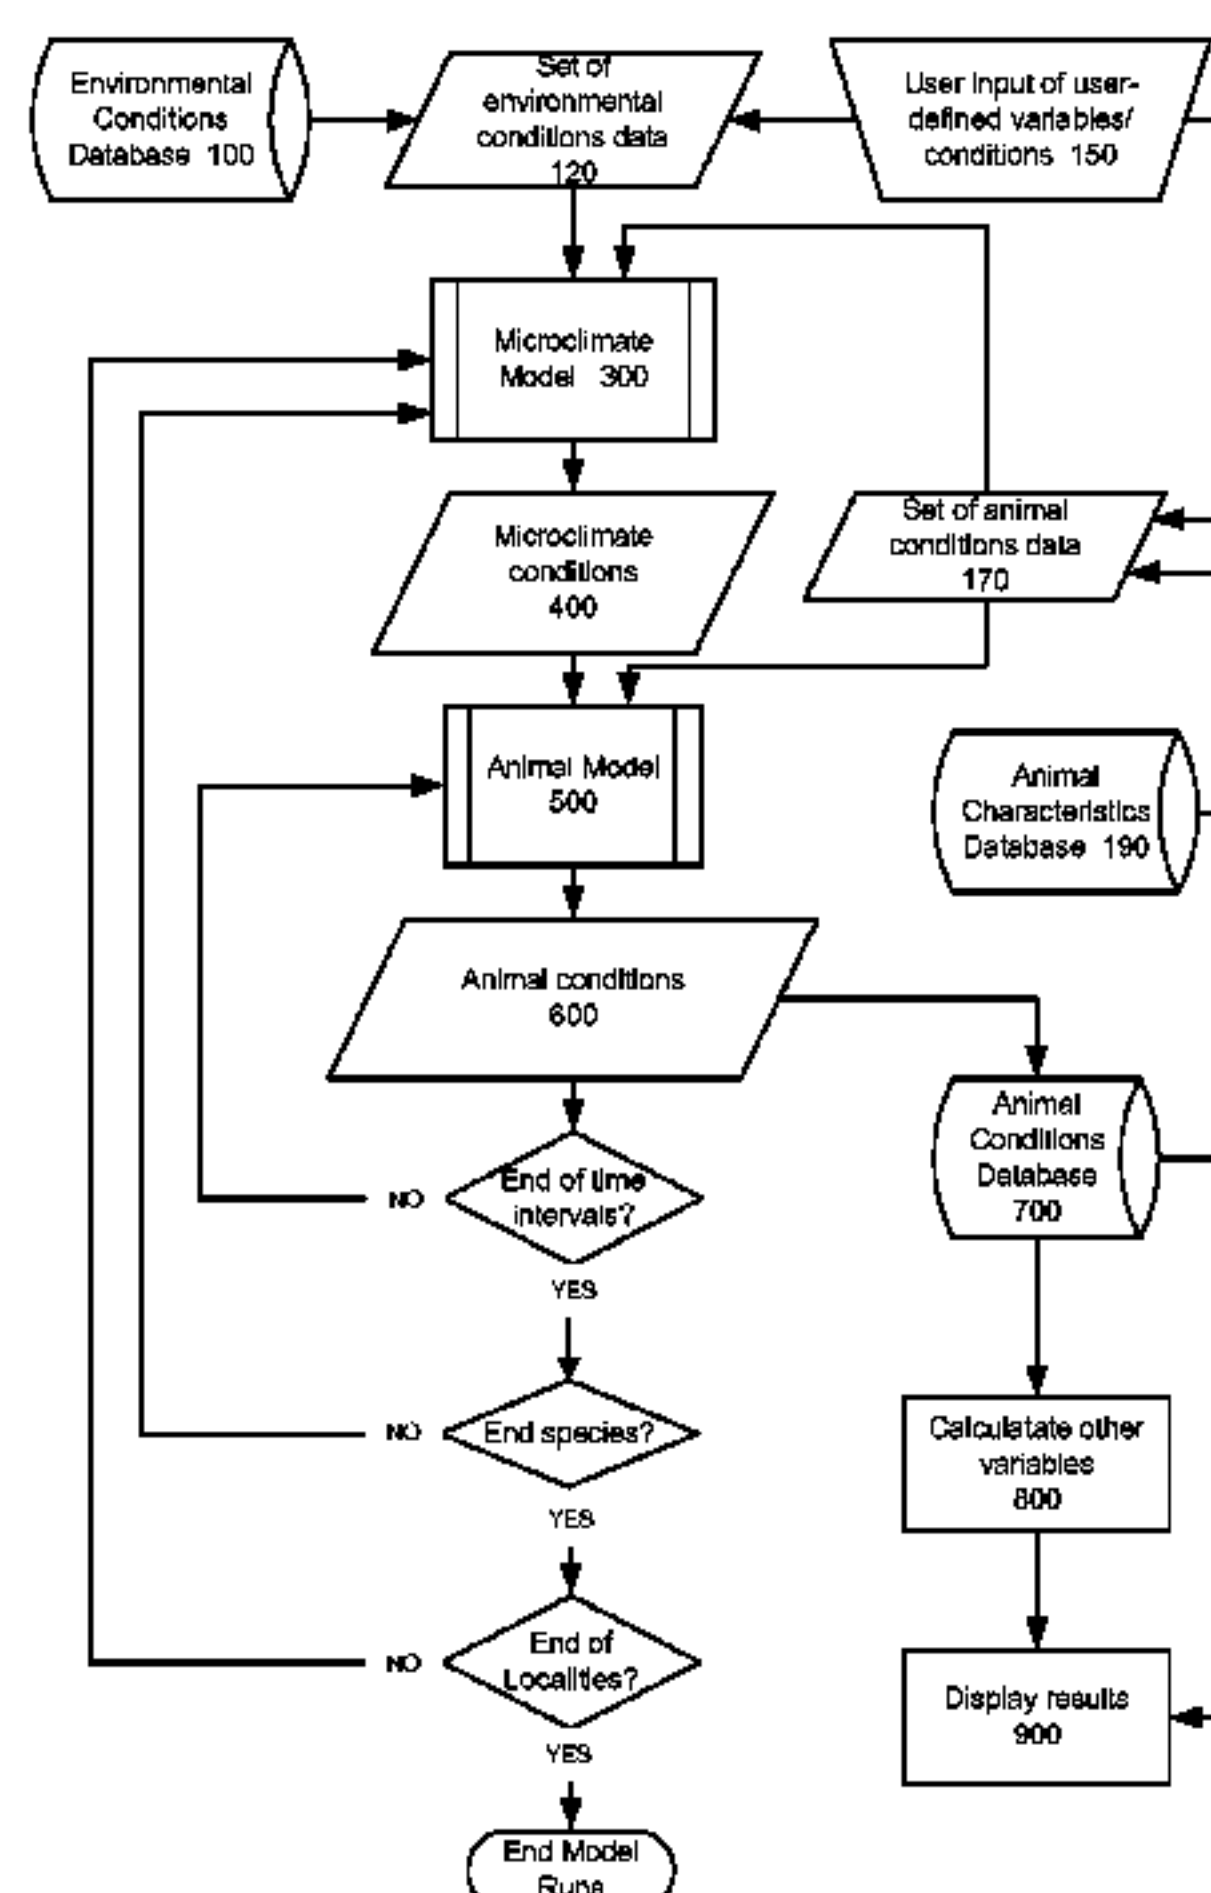 Environmental
Conditions
Database 100
Set of
environmental
conditions data
120
User Input of user-
defined variables/
conditions 150
Microclimate
Model 300
Microclimate
conditions
400
Set of animal
conditions data
170
Animal Model
500
Animal
Characteristics
Database 190
Animal conditions
600
Animal
Conditions
Database
700
NO
End of time
intervals?
YES
NO
End species?
YES
Calculatate other
variables
800
NO
End of
Localities?
YES
Display results
900
End Model
Runs